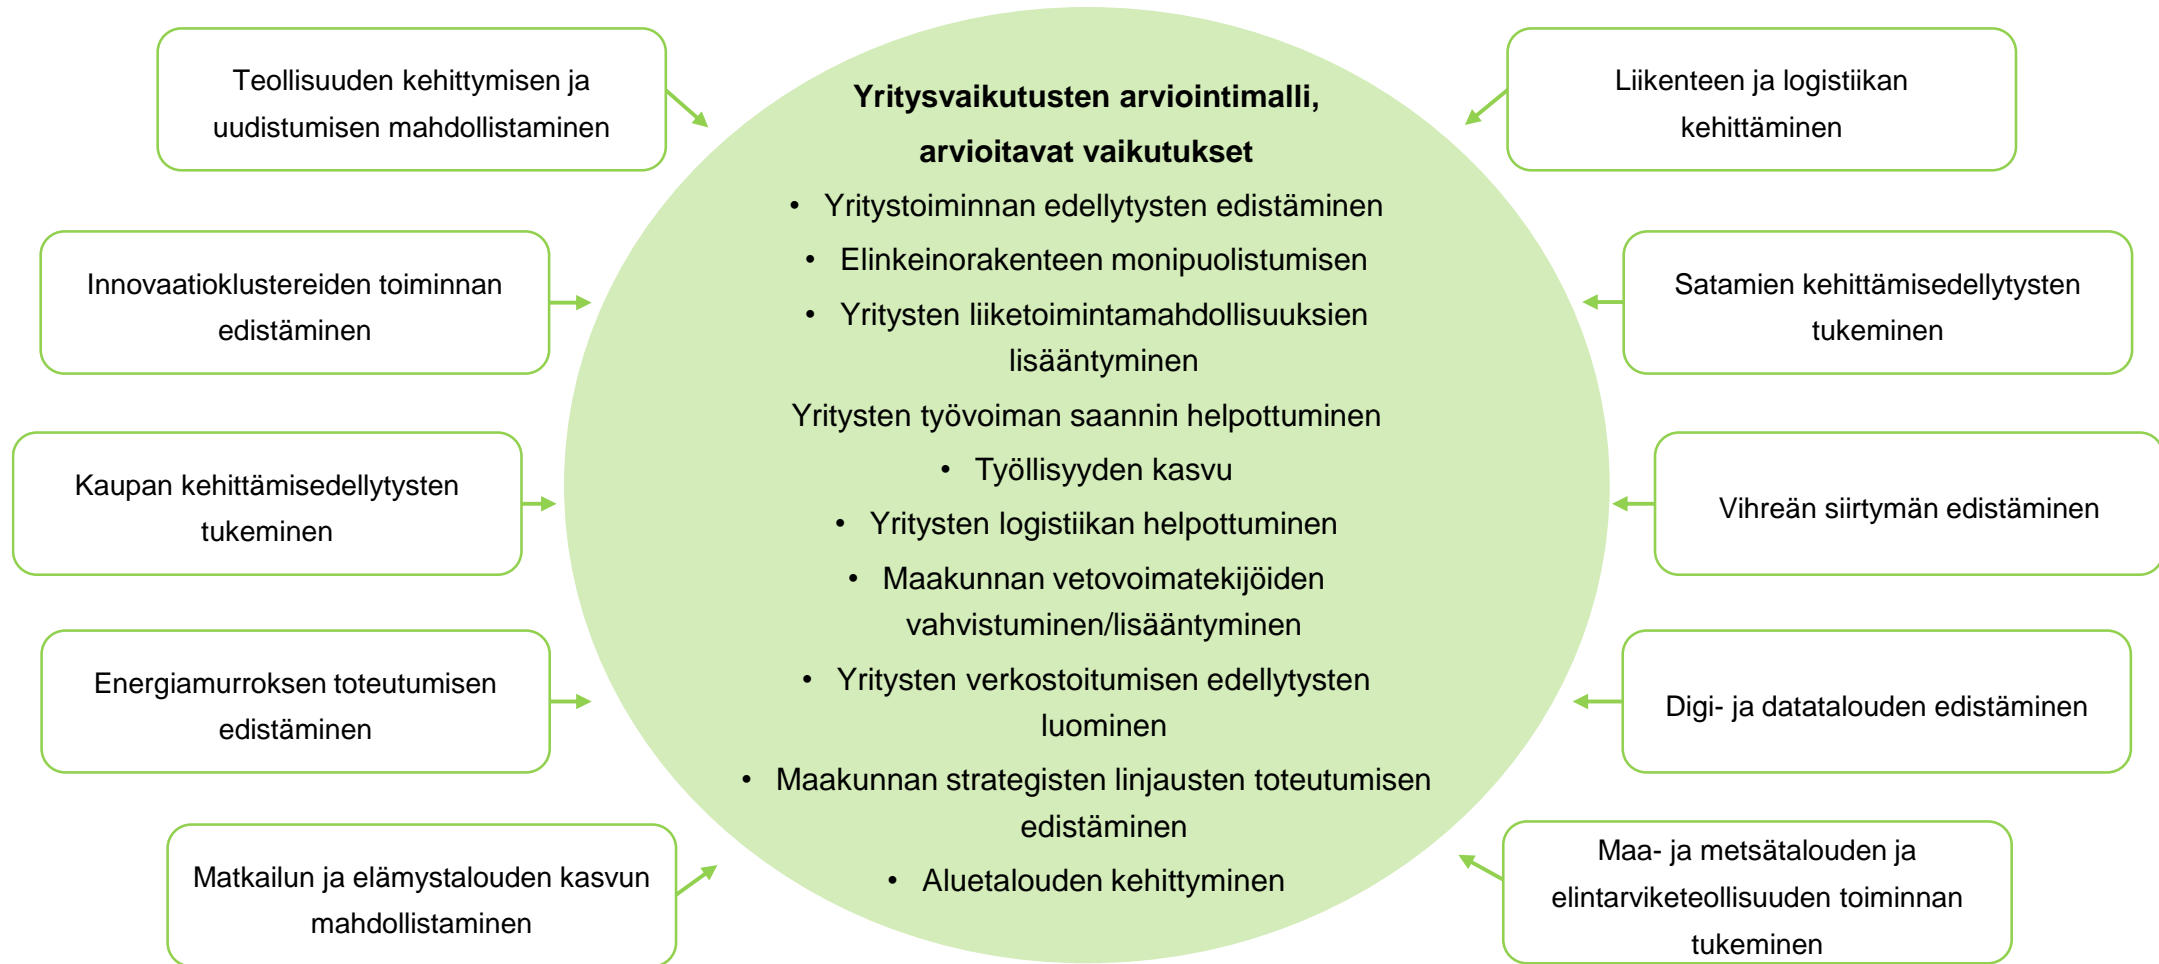 Teollisuuden kehittymisen ja
uudistumisen mahdollistaminen
Innovaatioklustereiden toiminnan
edistäminen
Kaupan kehittämisedellytysten
tukeminen
Energiamurroksen toteutumisen
edistäminen
Matkailun ja elämystalouden kasvun
mahdollistaminen
Yritysvaikutusten arviointimalli,
arvioitavat vaikutukset
• Yritystoiminnan edellytysten edistäminen
• Elinkeinorakenteen monipuolistumisen
• Yritysten liiketoimintamahdollisuuksien
lisääntyminen
Yritysten työvoiman saannin helpottuminen
• Työllisyyden kasvu
• Yritysten logistiikan helpottuminen
• Maakunnan vetovoimatekijöiden
vahvistuminen/lisääntyminen
• Yritysten verkostoitumisen edellytysten
luominen
• Maakunnan strategisten linjausten toteutumisen
edistäminen
• Aluetalouden kehittyminen
Liikenteen ja logistiikan
kehittäminen
Satamien kehittämisedellytysten
tukeminen
Vihreän siirtymän edistäminen
Digi- ja datatalouden edistäminen
Maa- ja metsätalouden ja
elintarviketeollisuuden toiminnan
tukeminen